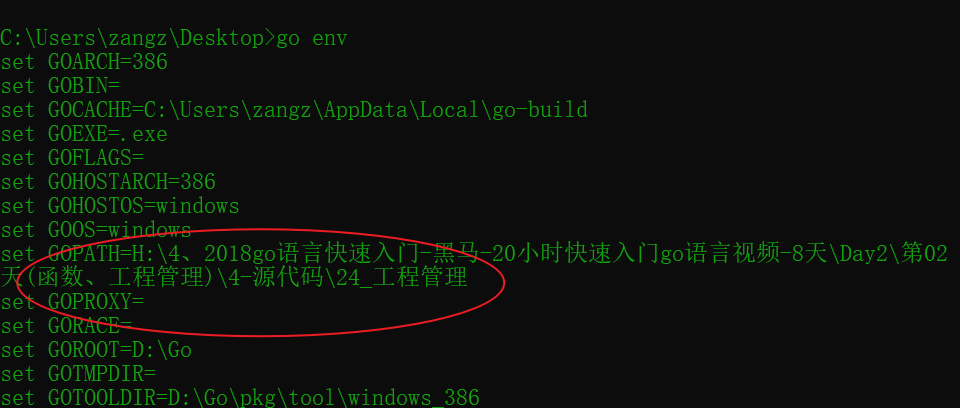 C:\Users\zangz\Desktop>go env
set GOARCH=386
set GOBIN=
set GOCACHE=C:\Users\zangz\AppData\Local\go-build
set GOEXE=.exe
set GOFLAGS=
set GOHOSTARCH=386
set GOHOSTOS=windows
set GOOS=windows
set GOPATH=H:\4、2018go语言快速入门-黑马-20小时快速入门go语言视频-8天\Day2\第02
天(函数、工程管理)\4-源代码\24_工程管理
set GOPROXY=
set GORACE=
set GOROOT=D:\Go
set GOTMPDIR=
set GOTOOLDIR=D:\Go\pkg\tool\windows_386